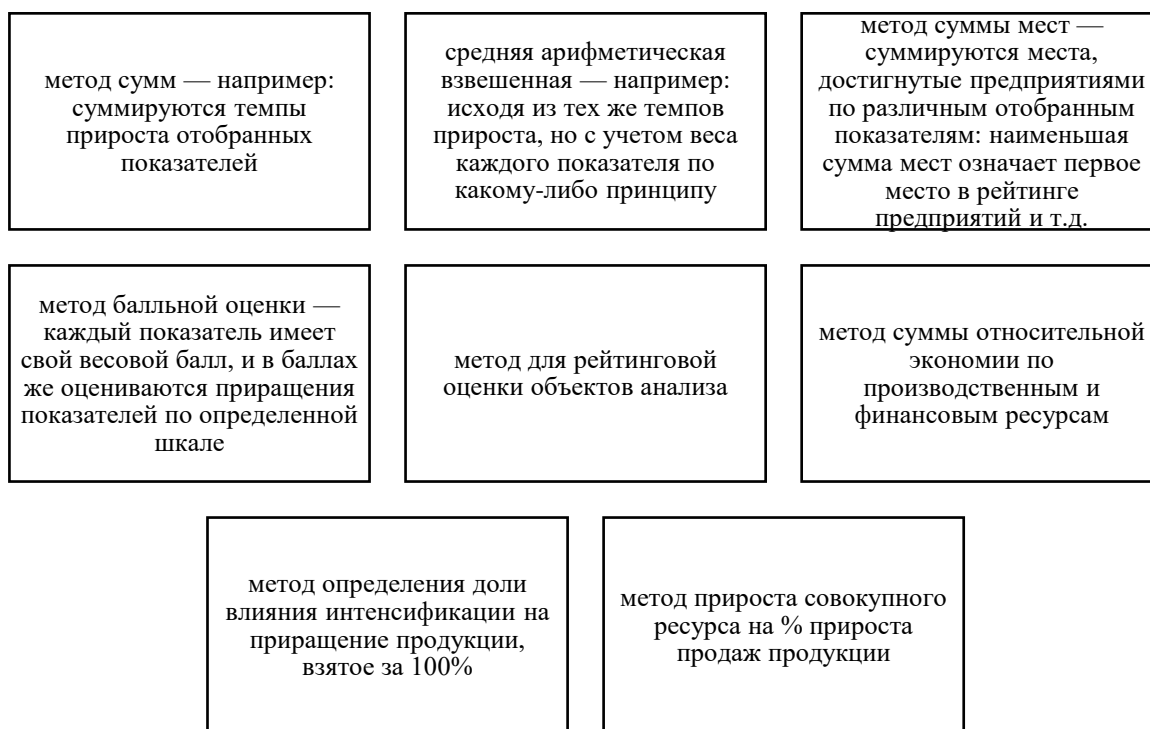 метод сумм — например:
суммируются темпы
прироста отобранных
показателей
средняя арифметическая
взвешенная — например:
исходя из тех же темпов
прироста, но с учетом веса
каждого показателя по
какому-либо принципу
метод суммы мест —
суммируются места,
достигнутые предприятиями
по различным отобранным
показателям: наименьшая
сумма мест означает первое
место в рейтинге
предприятий и т.д.
метод балльной оценки —
каждый показатель имеет
свой весовой балл, и в баллах
же оцениваются приращения
показателей по определенной
шкале
метод для рейтинговой
оценки объектов анализа
метод суммы относительной
экономии по
производственным и
финансовым ресурсам
метод определения доли
влияния интенсификации на
приращение продукции,
взятое за 100%
метод прироста совокупного
ресурса на % прироста
продаж продукции